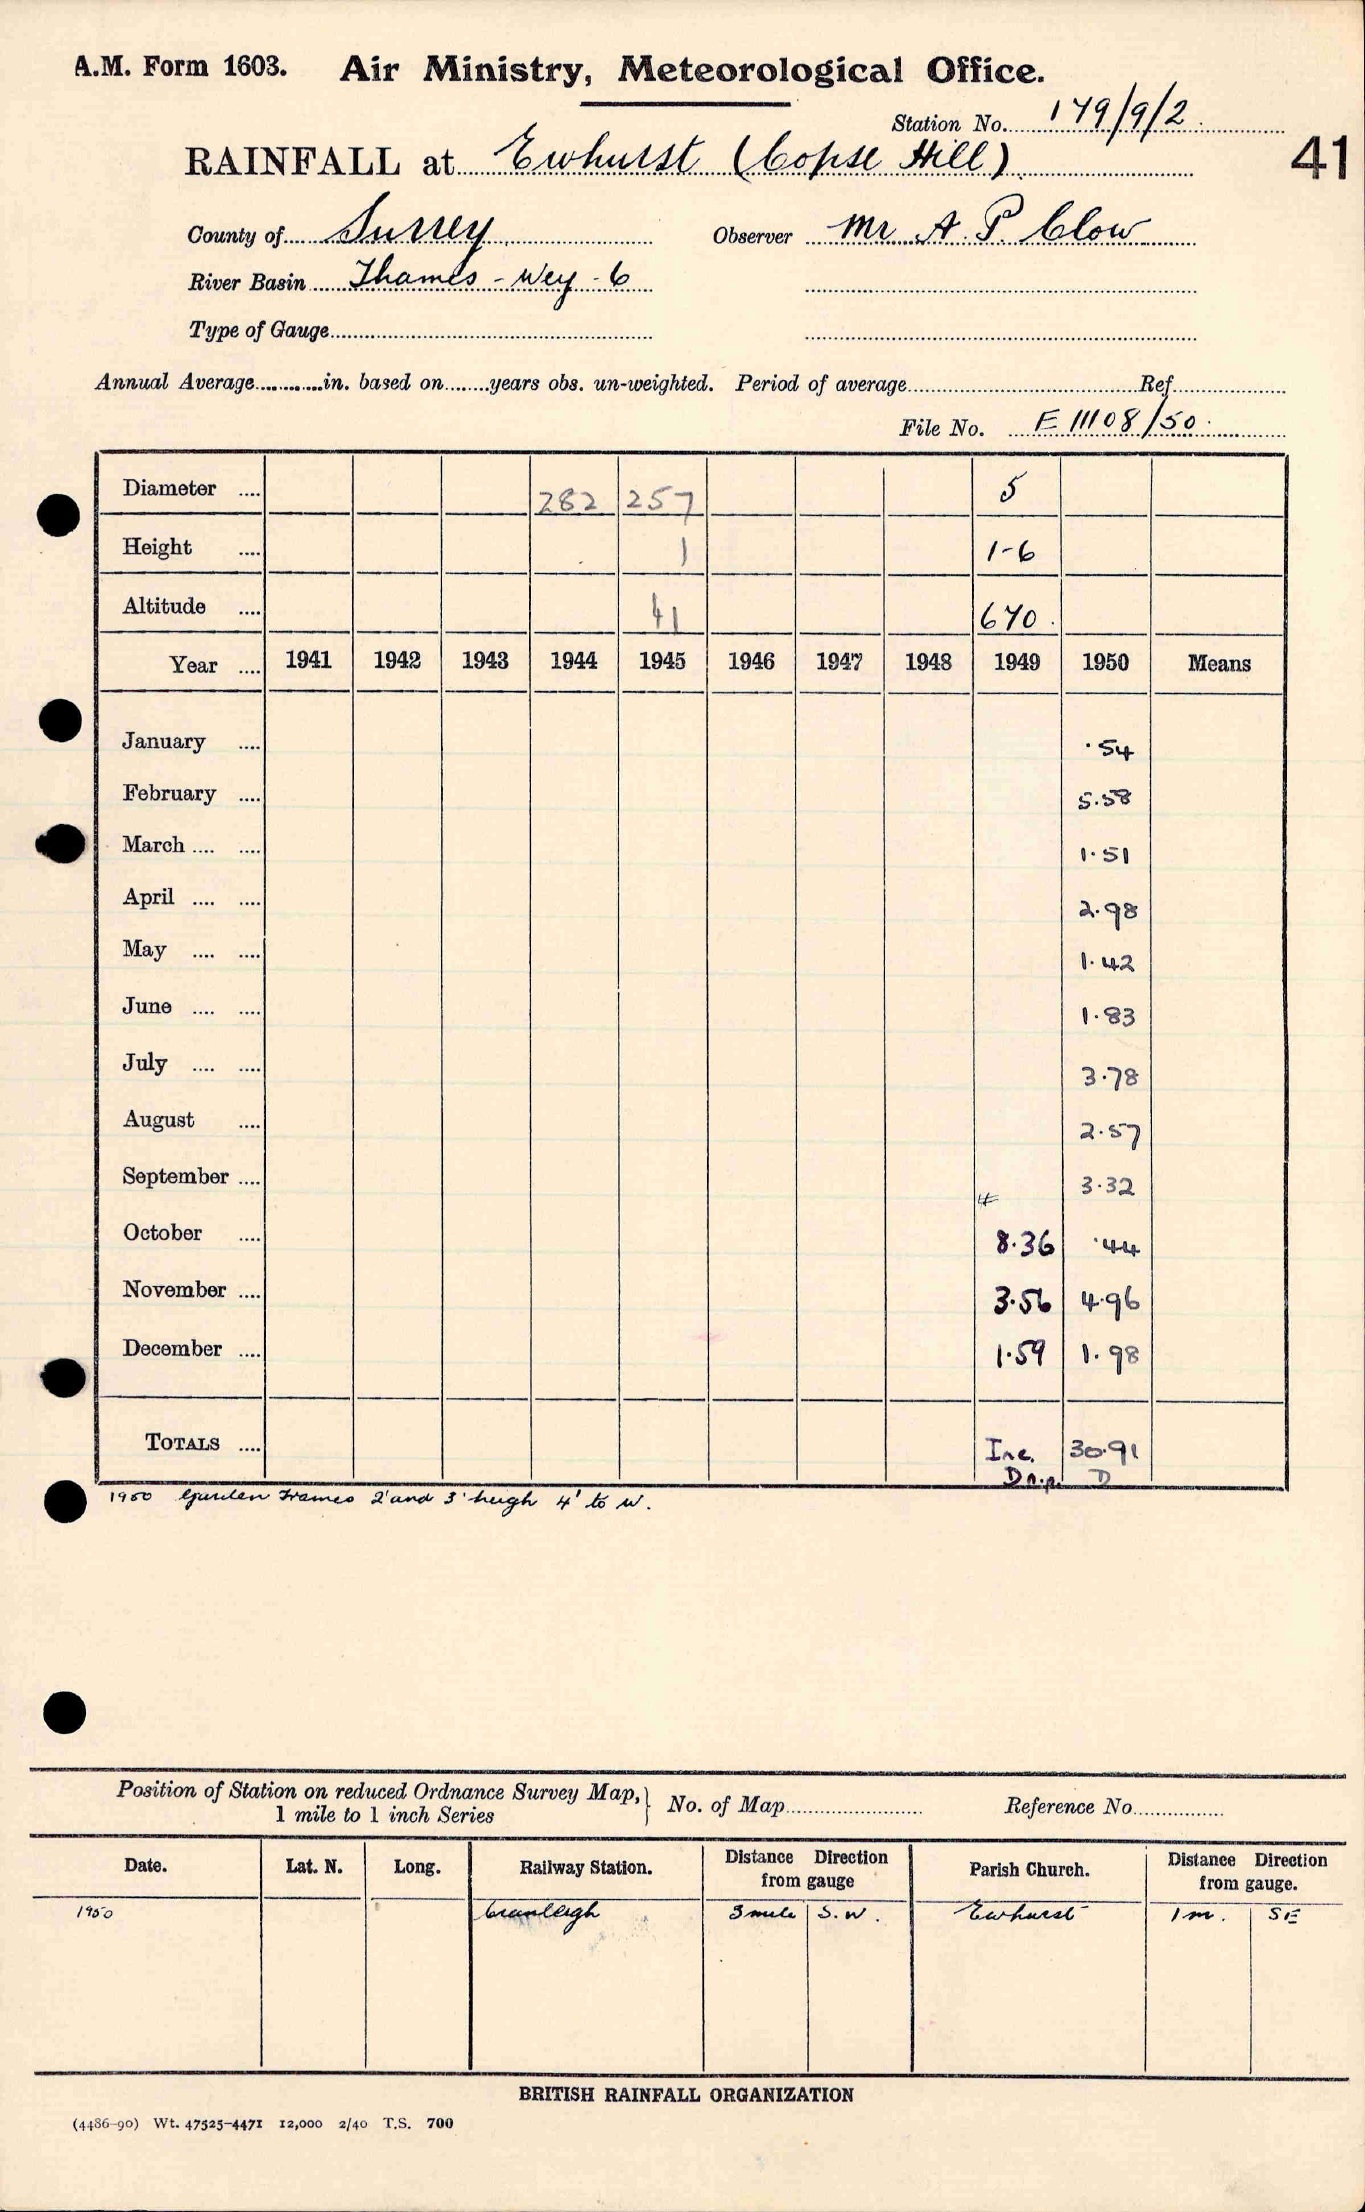 A.M. Form 1603. Air Ministry, Meteorological Office.
Station No. 179/9/2.
RAINFALL at Ewhurst (Copse Hill) 41
County of Surrey Observer Mr A. P. Clow
River Basin Thames - Wey - 6
Type of Gauge
Annual Average in. based on years obs. un-weighted. Period of average Ref
File No. E 11108/50.
Diameter 282 257 5
Height 1 1-6
Altitude 41 670.
Year 1941 1942 1943 1944 1945 1946 1947 1948 1949 1950 Means
January ·54
February 5·58
March 1·51
April 2·98
May 1·42
June 1·83
July 3·78
August 2·57
September 3·32
October 8·36 ·44
November 3·56 4·96
December 1·59 1·98
TOTALS Inc. 30·91
D n.p. D
1950 Garden Frames 2' and 3' heigh 4' to W.
Position of Station on reduced Ordnance Survey Map, 1 mile to 1 inch Series } No. of Map Reference No
Date. Lat. N. Long. Railway Station. Distance Direction from gauge Parish Church. Distance Direction from gauge.
1950 Cranleigh 3 mile S.W. Ewhurst 1 m. SE
BRITISH RAINFALL ORGANIZATION
(4486-90) Wt. 47525-4471 12,000 2/40 T.S. 700